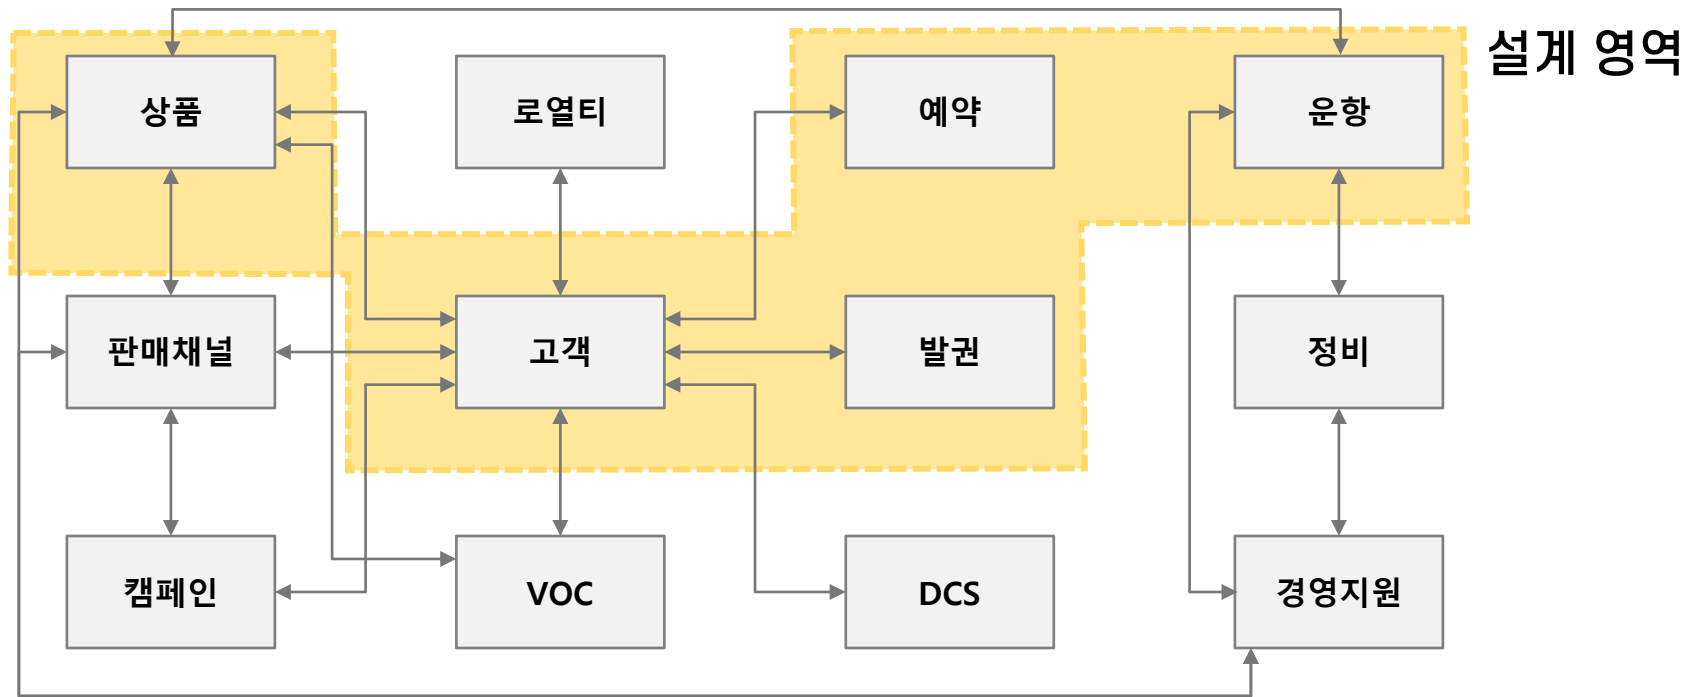 설계 영역
상품
로열티
예약
운항
판매채널
고객
발권
정비
캠페인
VOC
DCS
경영지원